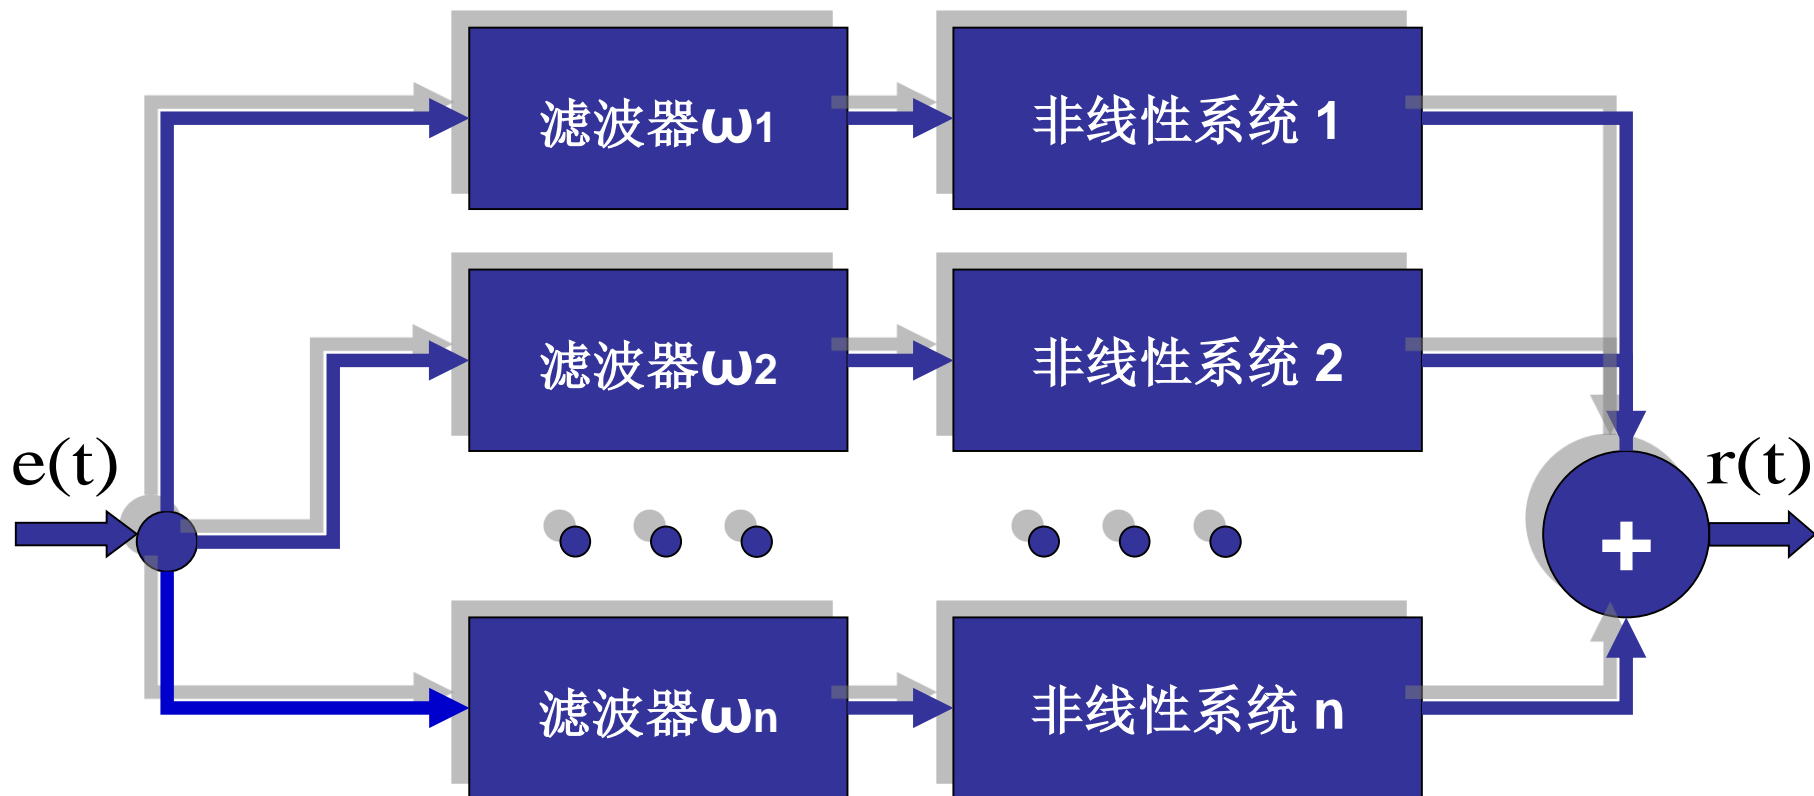 滤波器ω1
非线性系统 1
滤波器ω2
非线性系统 2
e(t)
r(t)
+
滤波器ωn
非线性系统 n